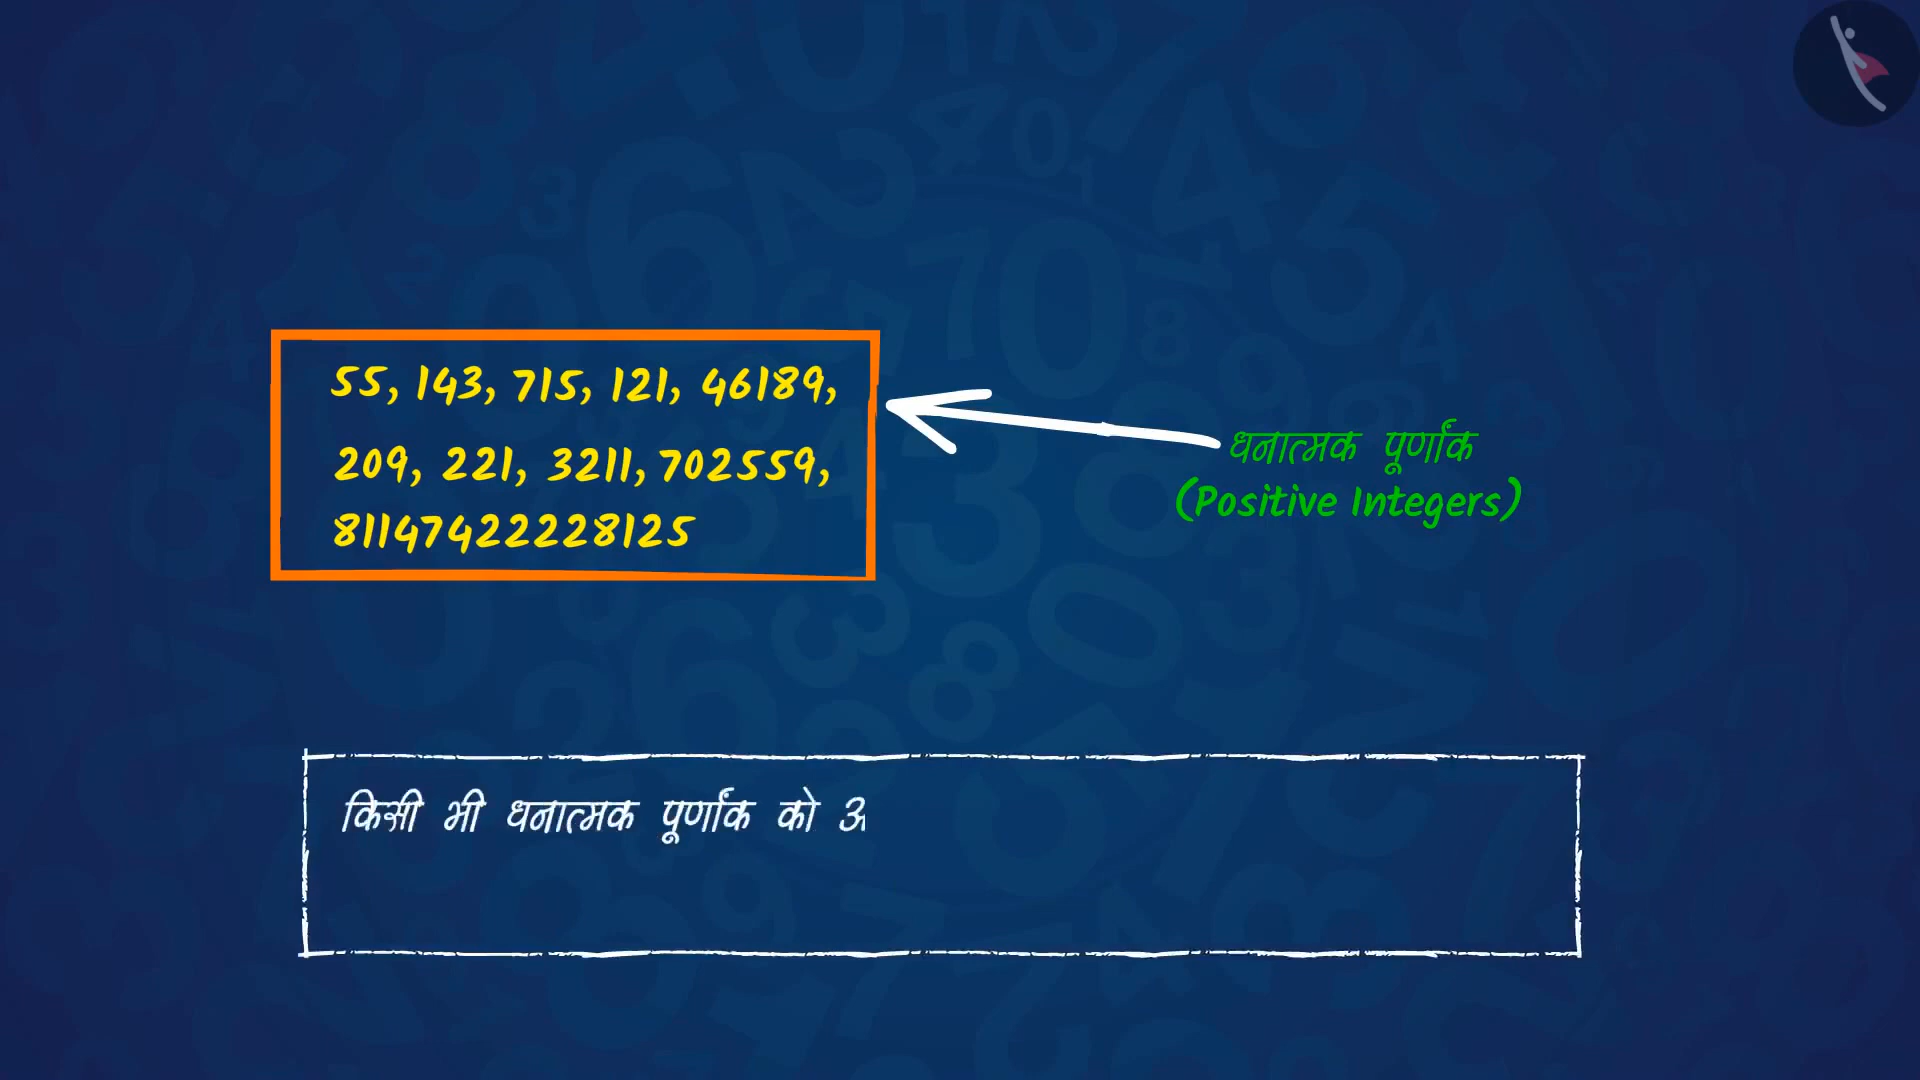 55, 143, 715, 121, 46189,
209, 221, 3211, 702559,
81147422228125
धनात्मक पूर्णांक
(Positive Integers)
किसी भी धनात्मक पूर्णांक को अ